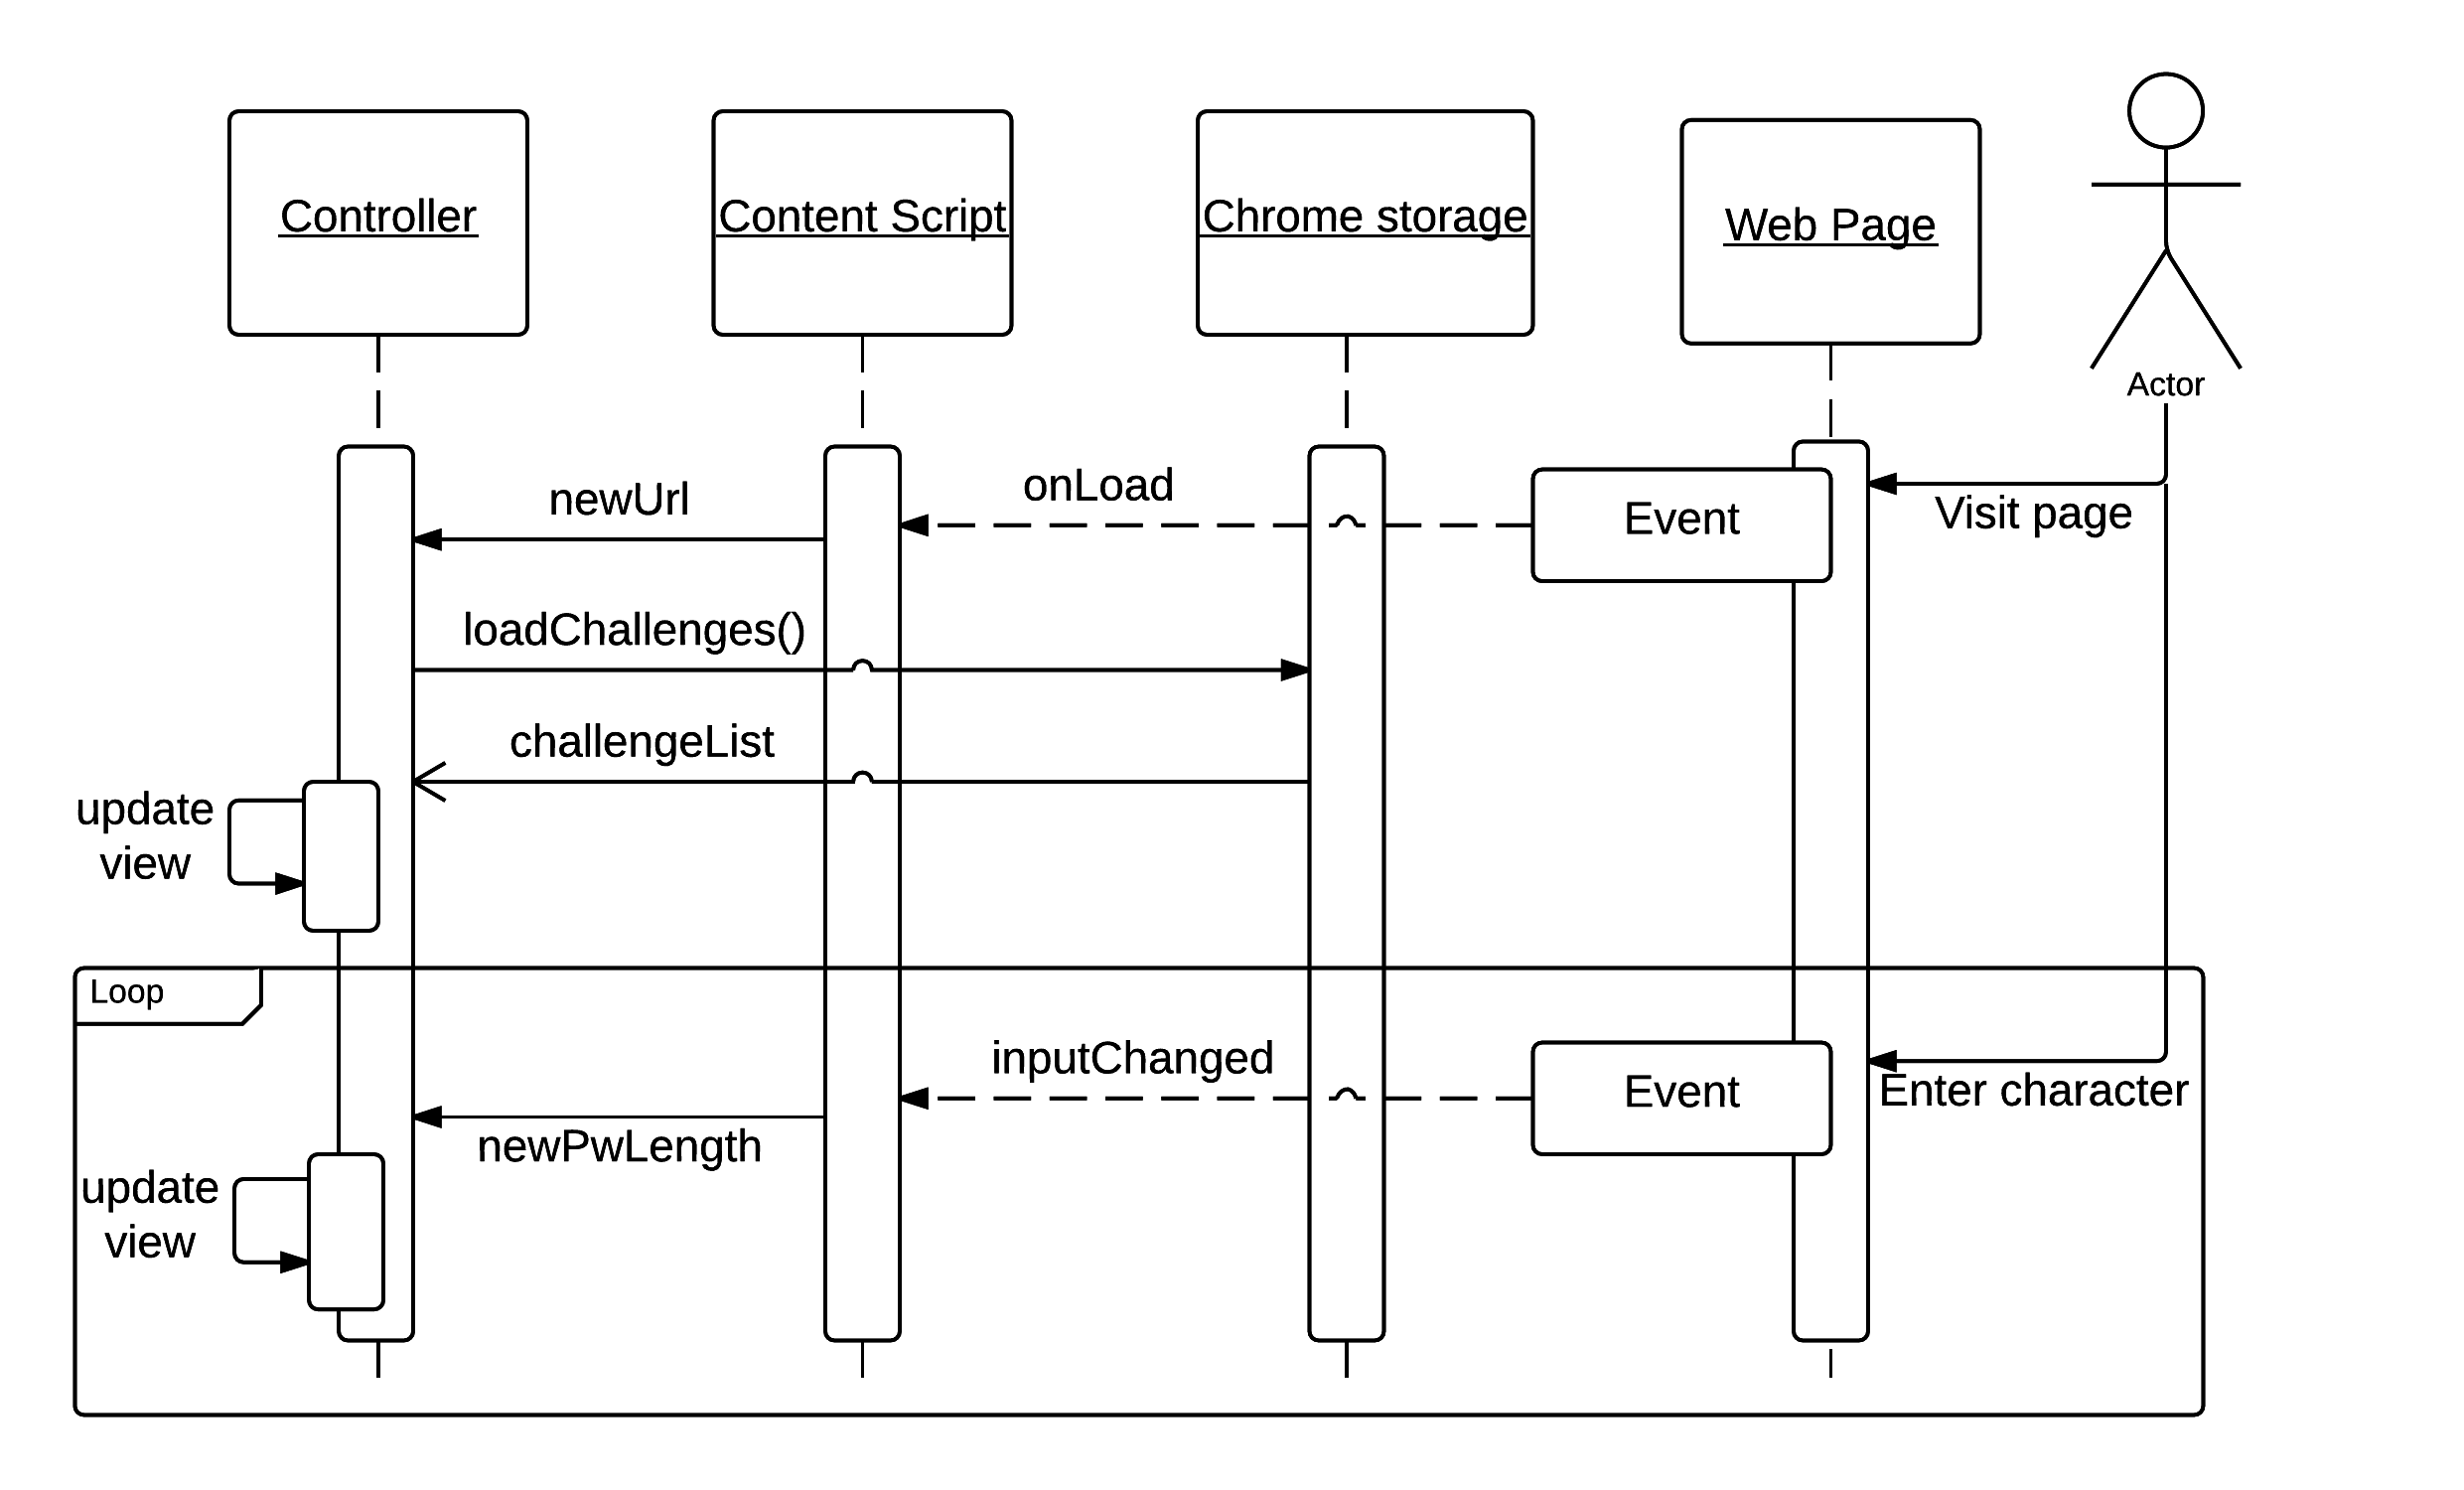 Controller
Content Script
Chrome storage
Web Page
Actor
newUrl
onLoad
Event
Visit page
loadChallenges()
challengeList
update
view
Loop
inputChanged
Event
Enter character
newPwLength
update
view